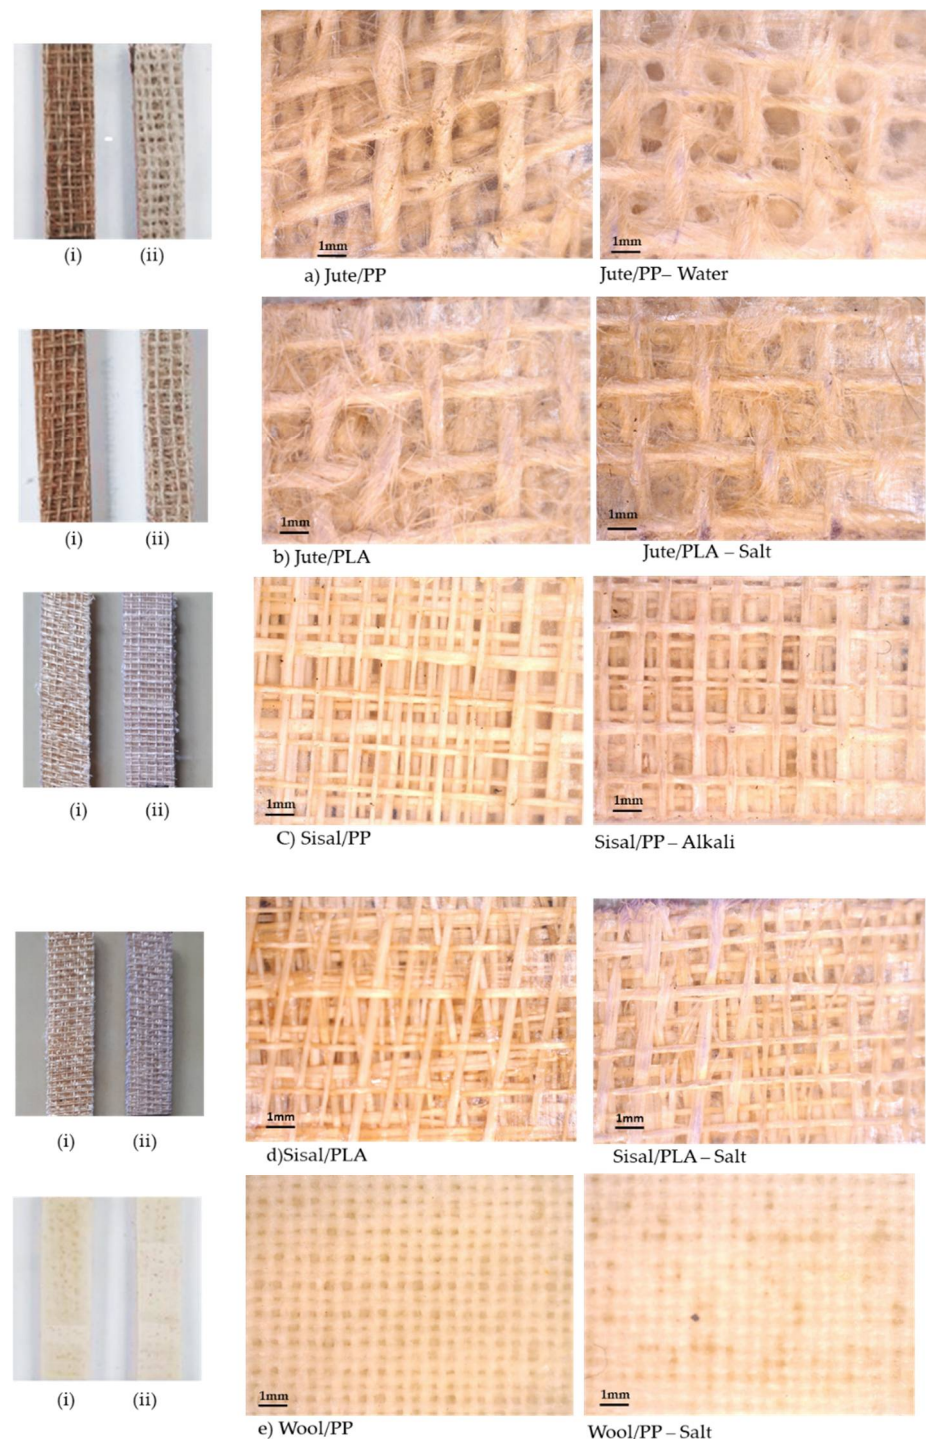 1mm
1mm
(i) (ii)
a) Jute/PP
Jute/PP– Water
1mm
1mm
(i) (ii)
b) Jute/PLA
Jute/PLA – Salt
1mm
1mm
(i) (ii)
C) Sisal/PP
Sisal/PP – Alkali
1mm
1mm
(i) (ii)
d)Sisal/PLA
Sisal/PLA – Salt
1mm
1mm
(i) (ii)
e) Wool/PP
Wool/PP – Salt